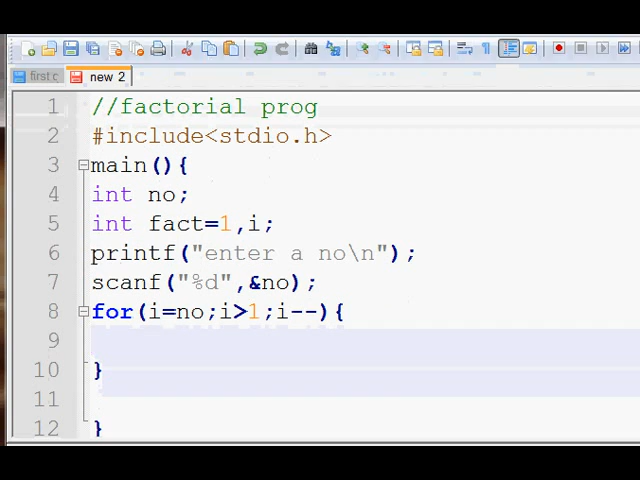 first c
new 2
1 //factorial prog
2 #include<stdio.h>
3 main(){
4 int no;
5 int fact=1,i;
6 printf("enter a no\n");
7 scanf("%d",&no);
8 for(i=no;i>1;i--){
9
10 }
11
12 }